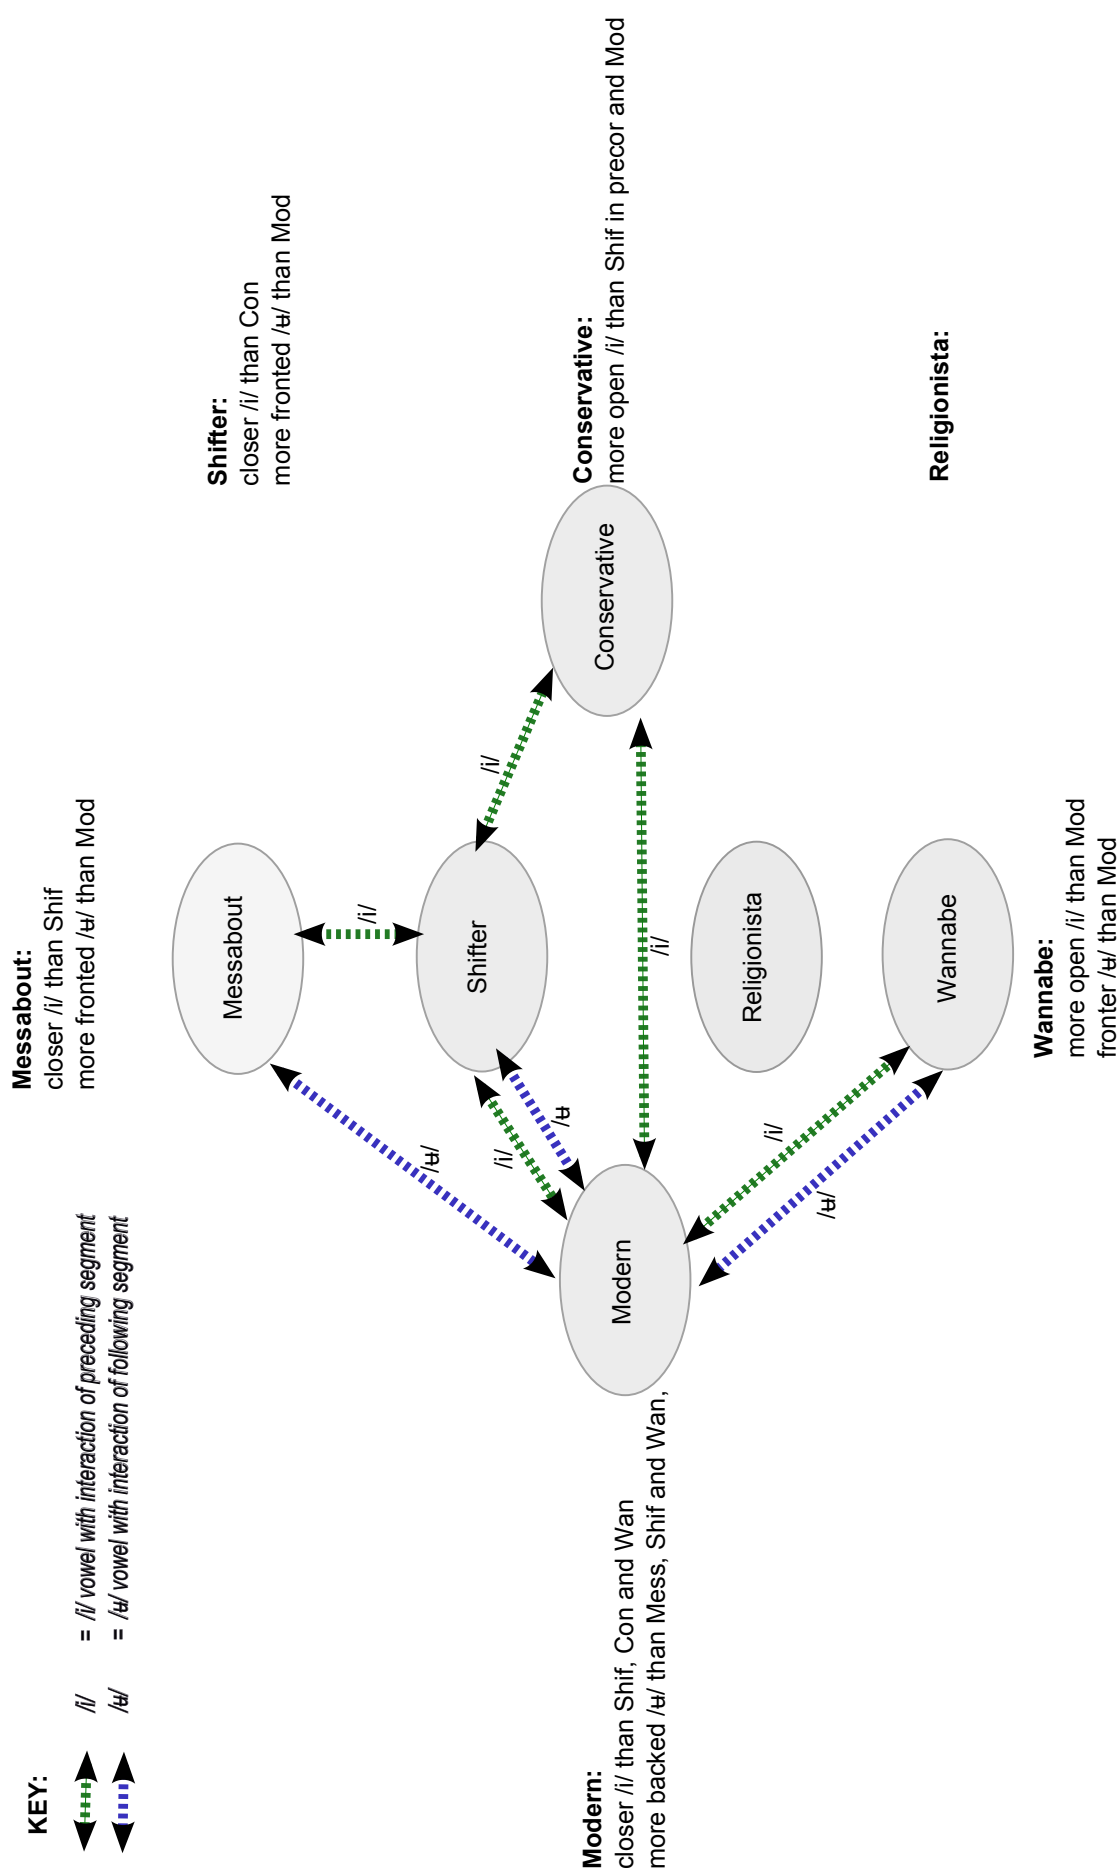 KEY:
/i/ = /i/ vowel with interaction of preceding segment
/ʉ/ = /ʉ/ vowel with interaction of following segment
Messabout:
closer /i/ than Shif
more fronted /ʉ/ than Mod
Shifter:
closer /i/ than Con
more fronted /ʉ/ than Mod
Messabout
/i/
/ʉ/
Shifter
/i/
/i/
/ʉ
Modern:
closer /i/ than Shif, Con and Wan
more backed /ʉ/ than Mess, Shif and Wan,
Modern
/i/
Conservative
Conservative:
more open /i/ than Shif in precor and Mod
Religionista
/i/
/ʉ/
Wannabe
Religionista:
Wannabe:
more open /i/ than Mod
fronter /ʉ/ than Mod